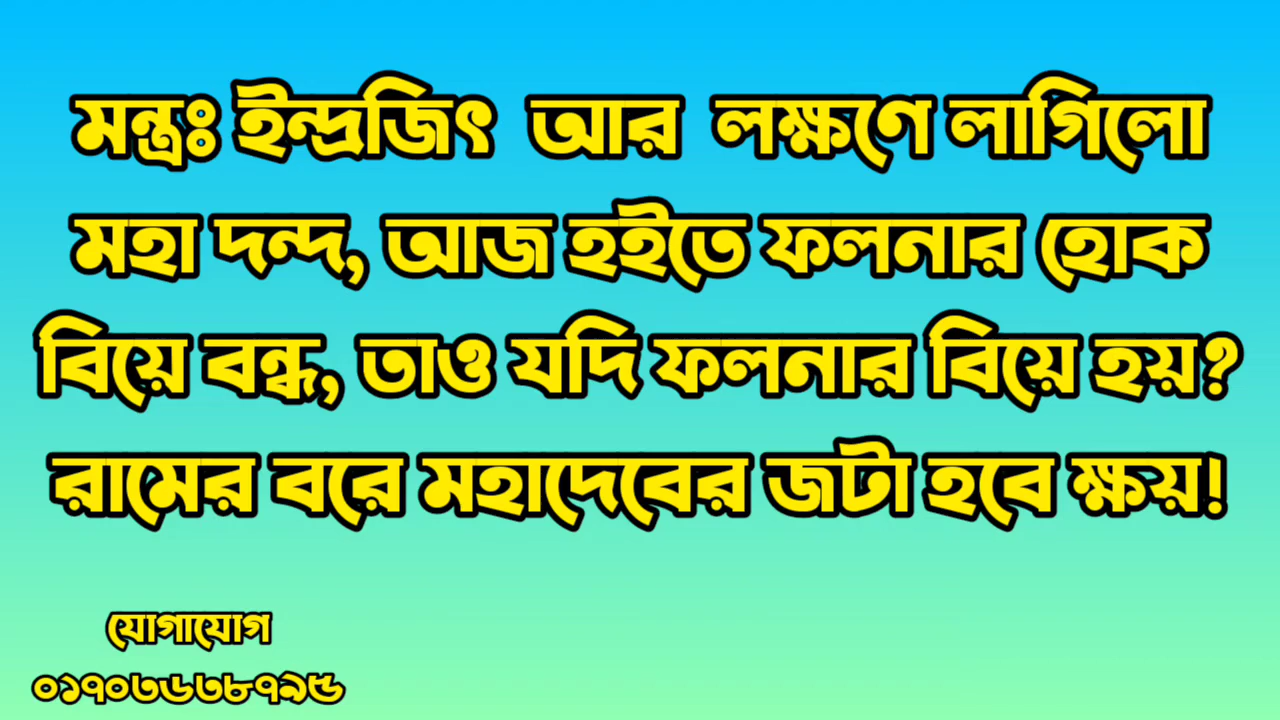 মন্ত্রঃ ইন্দ্রজিৎ আর লক্ষণে লাগিলো
মহা দন্দ, আজ হইতে ফলনার হোক
বিয়ে বন্ধ, তাও যদি ফলনার বিয়ে হয়?
রামের বরে মহাদেবের জটা হবে ক্ষয়!
যোগাযোগ
০১৭০৩৬৩৮৭৯৫